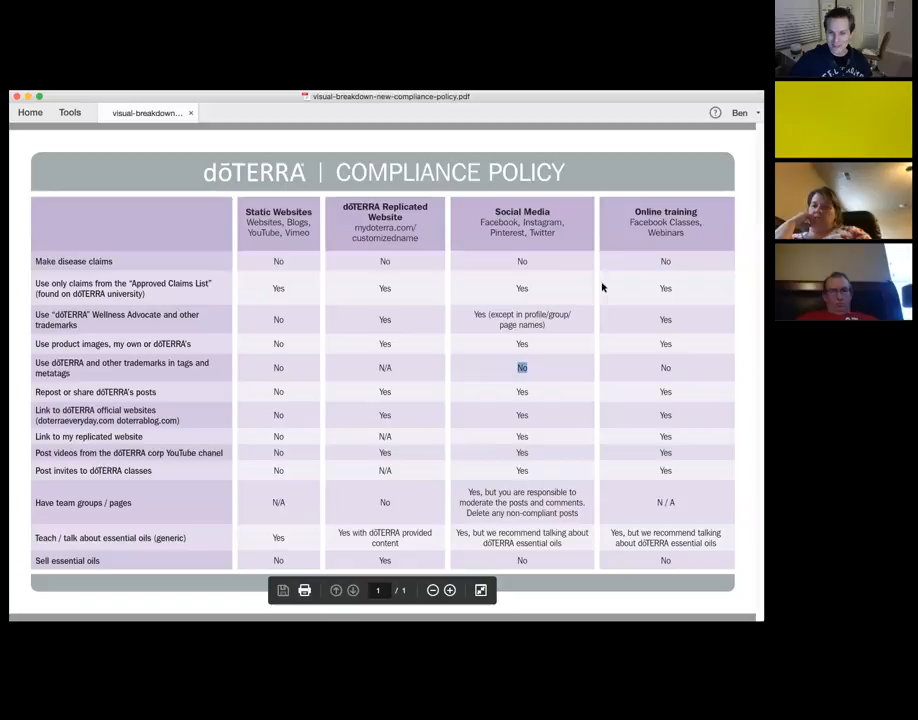 visual-breakdown-new-compliance-policy.pdf
Home Tools visual-breakdown... × ? Ben
dōTERRA | COMPLIANCE POLICY
Static Websites
Websites, Blogs,
YouTube, Vimeo
dōTERRA Replicated
Website
mydoterra.com/
customizedname
Social Media
Facebook, Instagram,
Pinterest, Twitter
Online training
Facebook Classes,
Webinars
Make disease claims No No No No
Use only claims from the “Approved Claims List”
(found on dōTERRA university)
Yes Yes Yes Yes
Use “dōTERRA” Wellness Advocate and other
trademarks
No Yes
Yes (except in profile/group/
page names)
Yes
Use product images, my own or dōTERRA's No Yes Yes Yes
Use dōTERRA and other trademarks in tags and
metatags
No N/A No No
Repost or share dōTERRA's posts No Yes Yes Yes
Link to dōTERRA official websites
(doterraeveryday.com doterrablog.com)
No Yes Yes Yes
Link to my replicated website No N/A Yes Yes
Post videos from the dōTERRA corp YouTube chanel No Yes Yes Yes
Post invites to dōTERRA classes No N/A Yes Yes
Have team groups / pages N/A No
Yes, but you are responsible to
moderate the posts and comments.
Delete any non-compliant posts
N / A
Teach / talk about essential oils (generic) Yes
Yes with dōTERRA provided
content
Yes, but we recommend talking about
dōTERRA essential oils
Yes, but we recommend talking
about dōTERRA essential oils
Sell essential oils No Yes No No
1 / 1